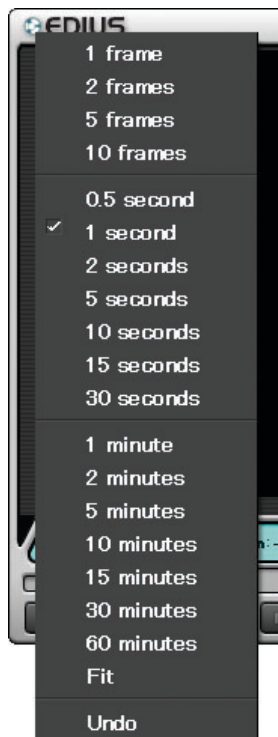 EDIUS
1 frame
2 frames
5 frames
10 frames
0.5 second
1 second
2 seconds
5 seconds
10 seconds
15 seconds
30 seconds
1 minute
2 minutes
5 minutes
10 minutes
15 minutes
30 minutes
60 minutes
Fit
Undo